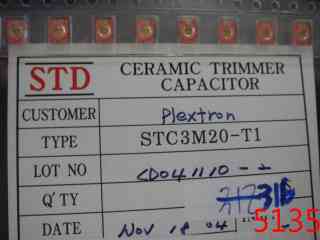 STD CERAMIC TRIMMER
CAPACITOR
CUSTOMER Plextron
TYPE STC3M20-T1
LOT NO CD041110--2
Q'TY
DATE Nov 18 04
5135